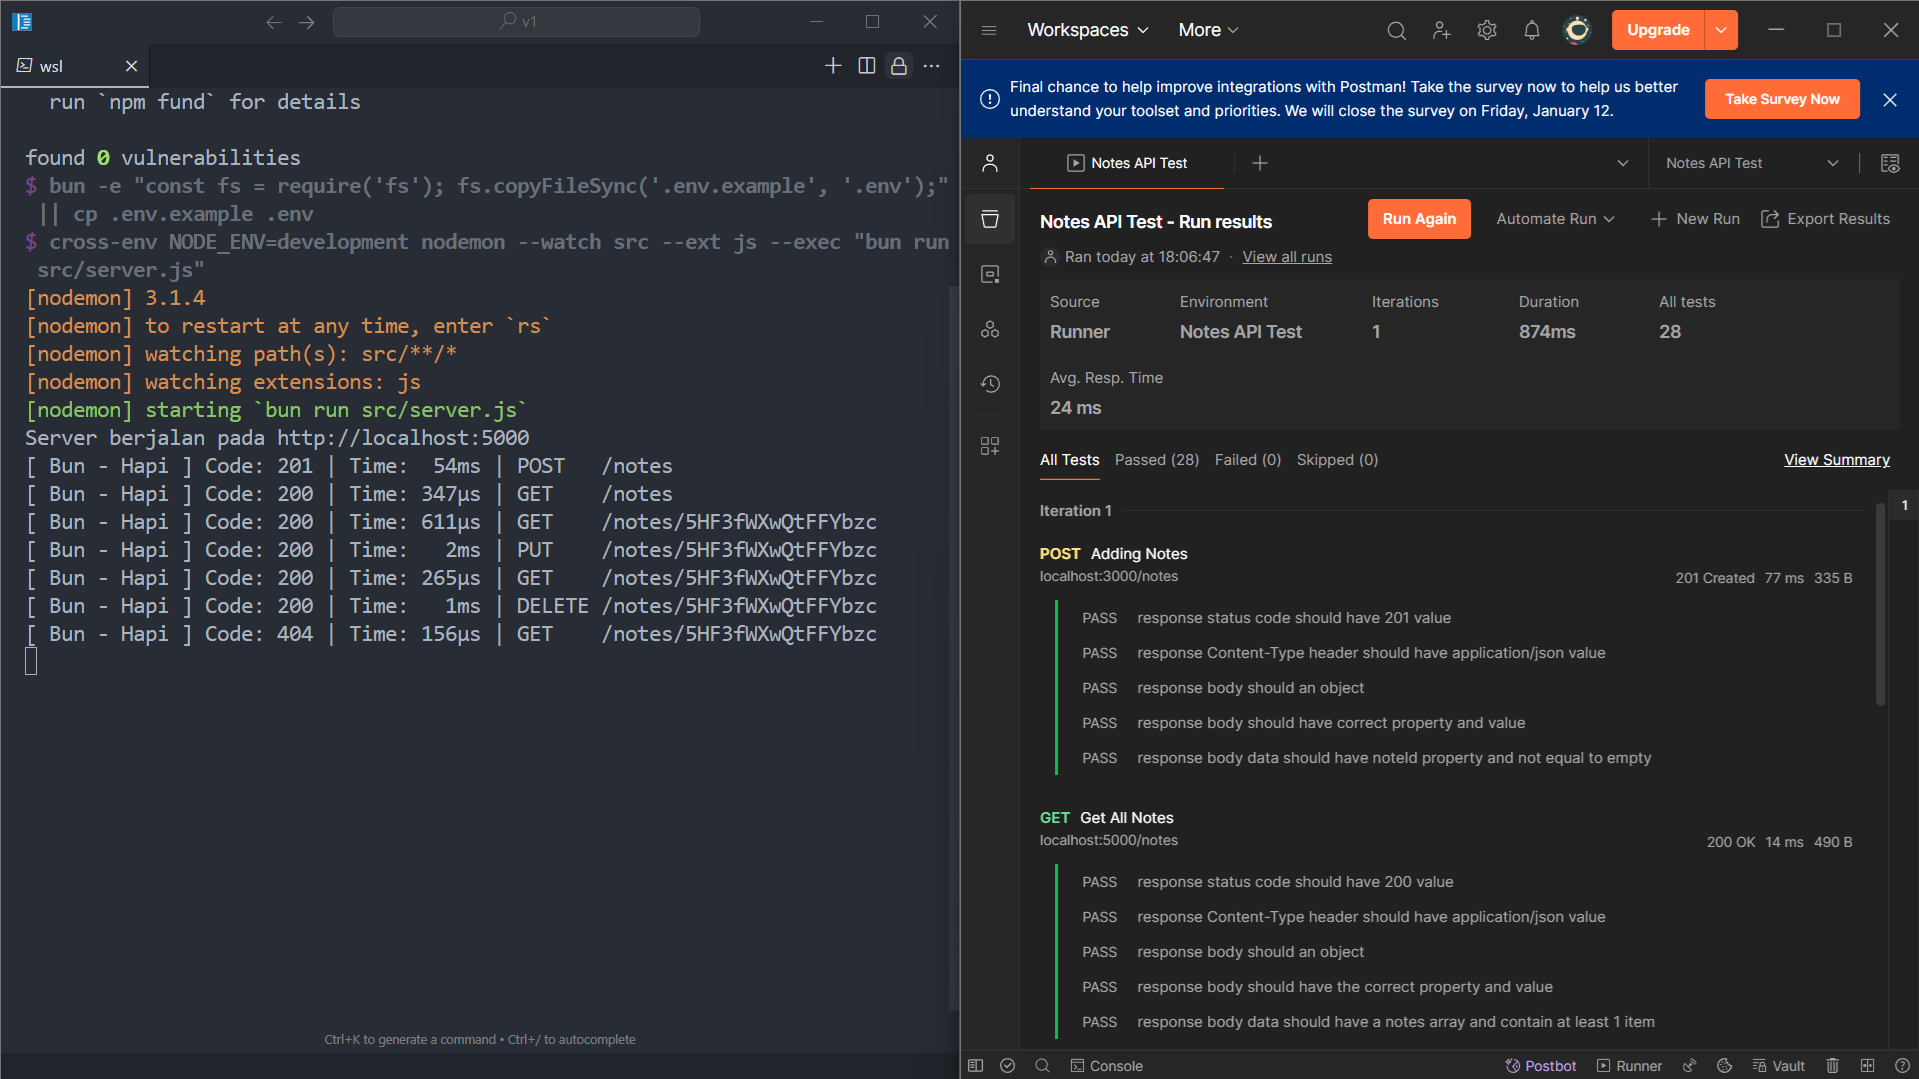 v1
wsl
run `npm fund` for details
found 0 vulnerabilities
$ bun -e "const fs = require('fs'); fs.copyFileSync('.env.example', '.env');"
|| cp .env.example .env
$ cross-env NODE_ENV=development nodemon --watch src --ext js --exec "bun run
src/server.js"
[nodemon] 3.1.4
[nodemon] to restart at any time, enter `rs`
[nodemon] watching path(s): src/**/*
[nodemon] watching extensions: js
[nodemon] starting `bun run src/server.js`
Server berjalan pada http://localhost:5000
[ Bun - Hapi ] Code: 201 | Time:  54ms | POST   /notes
[ Bun - Hapi ] Code: 200 | Time: 347µs | GET    /notes
[ Bun - Hapi ] Code: 200 | Time: 611µs | GET    /notes/5HF3fWXwQtFFYbzc
[ Bun - Hapi ] Code: 200 | Time:   2ms | PUT    /notes/5HF3fWXwQtFFYbzc
[ Bun - Hapi ] Code: 200 | Time: 265µs | GET    /notes/5HF3fWXwQtFFYbzc
[ Bun - Hapi ] Code: 200 | Time:   1ms | DELETE /notes/5HF3fWXwQtFFYbzc
[ Bun - Hapi ] Code: 404 | Time: 156µs | GET    /notes/5HF3fWXwQtFFYbzc
Ctrl+K to generate a command • Ctrl+/ to autocomplete
Workspaces More Upgrade
Final chance to help improve integrations with Postman! Take the survey now to help us better
understand your toolset and priorities. We will close the survey on Friday, January 12.
Take Survey Now
Notes API Test Notes API Test
Notes API Test - Run results Run Again Automate Run New Run Export Results
Ran today at 18:06:47 · View all runs
Source Environment Iterations Duration All tests
Runner Notes API Test 1 874ms 28
Avg. Resp. Time
24 ms
All Tests Passed (28) Failed (0) Skipped (0) View Summary
Iteration 1
1
POST Adding Notes
localhost:3000/notes 201 Created 77 ms 335 B
PASS response status code should have 201 value
PASS response Content-Type header should have application/json value
PASS response body should an object
PASS response body should have correct property and value
PASS response body data should have noteId property and not equal to empty
GET Get All Notes
localhost:5000/notes 200 OK 14 ms 490 B
PASS response status code should have 200 value
PASS response Content-Type header should have application/json value
PASS response body should an object
PASS response body should have the correct property and value
PASS response body data should have a notes array and contain at least 1 item
Console Postbot Runner Vault